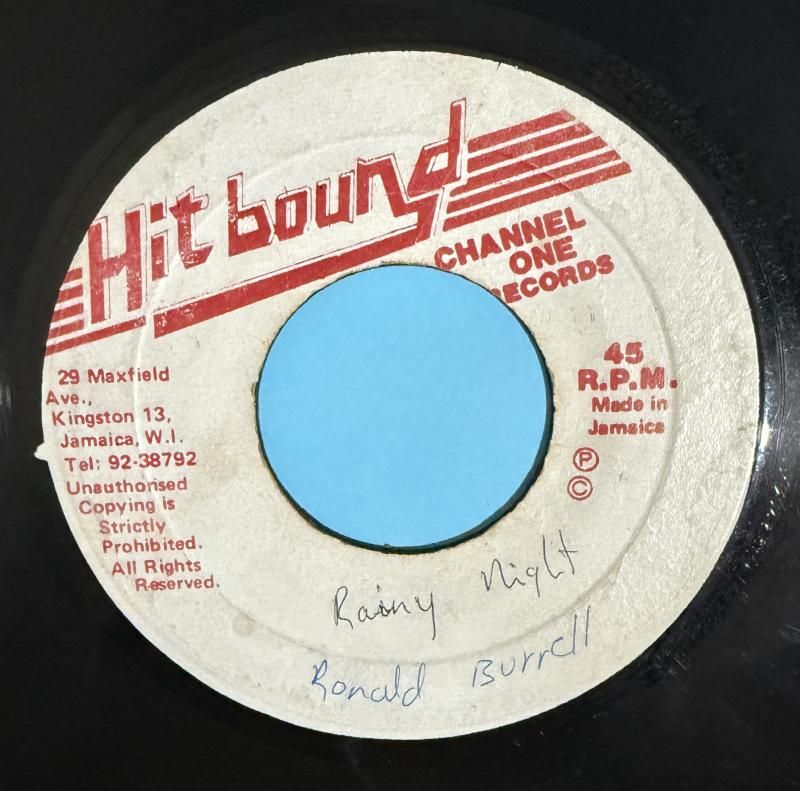 Hit bound
CHANNEL
ONE
RECORDS
29 Maxfield
Ave.,
Kingston 13,
Jamaica, W.I.
Tel: 92-38792
Unauthorised
Copying is
Strictly
Prohibited.
All Rights
Reserved.
45
R.P.M.
Made in
Jamaica
Ⓟ
©
Rainy Night
Ronald Burrell